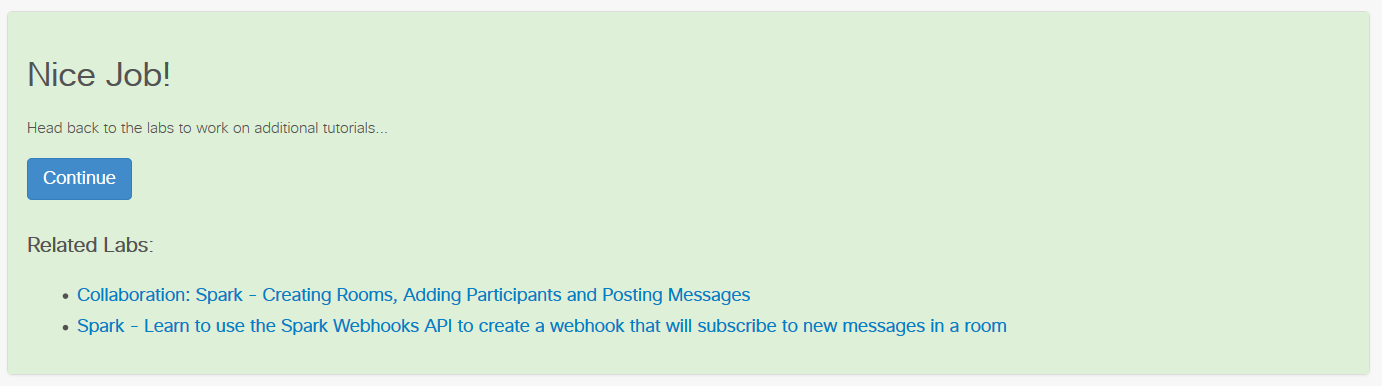 Nice Job!
Head back to the labs to work on additional tutorials...
Continue
Related Labs:
• Collaboration: Spark - Creating Rooms, Adding Participants and Posting Messages
• Spark - Learn to use the Spark Webhooks API to create a webhook that will subscribe to new messages in a room